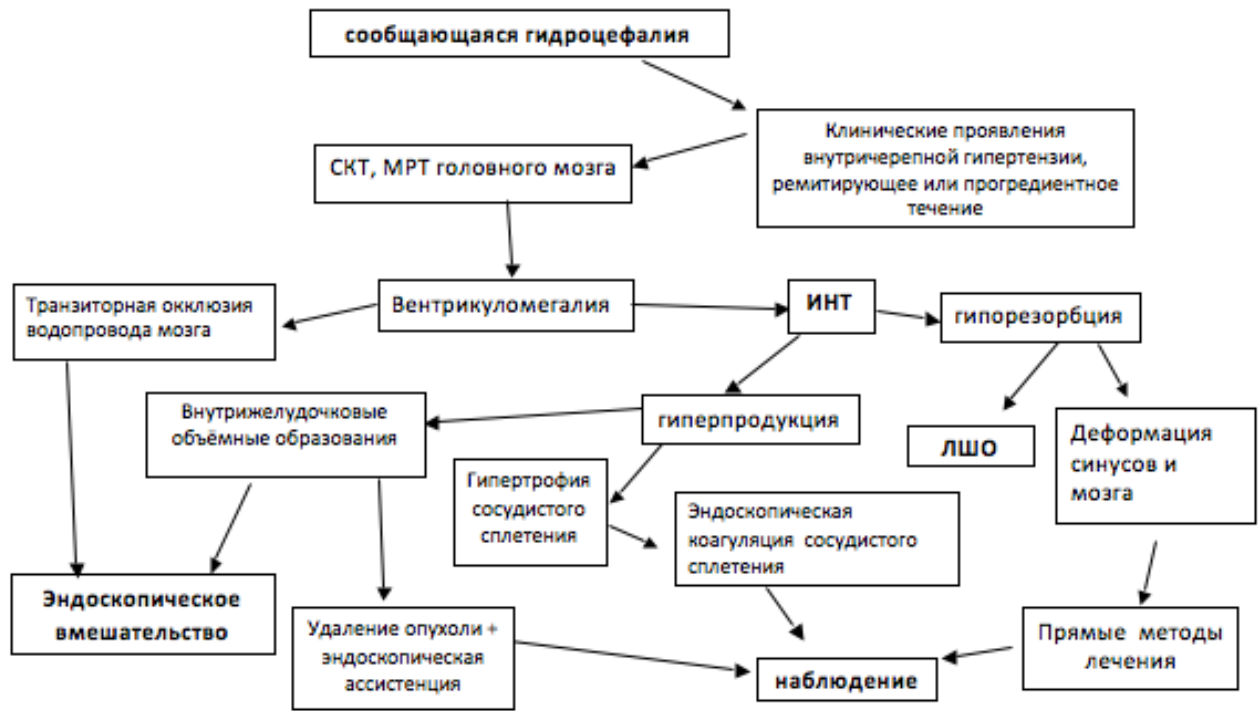 сообщающаяся гидроцефалия
Клинические проявления
внутричерепной гипертензии,
ремитирующее или прогредиентное
течение
СКТ, МРТ головного мозга
Транзиторная окклюзия
водопровода мозга
Вентрикуломегалия
ИНТ
гипорезорбция
Внутрижелудочковые
объёмные образования
гиперпродукция
ЛШО
Деформация
синусов и
мозга
Гипертрофия
сосудистого
сплетения
Эндоскопическая
коагуляция сосудистого
сплетения
Эндоскопическое
вмешательство
Удаление опухоли +
эндоскопическая
ассистенция
наблюдение
Прямые методы
лечения